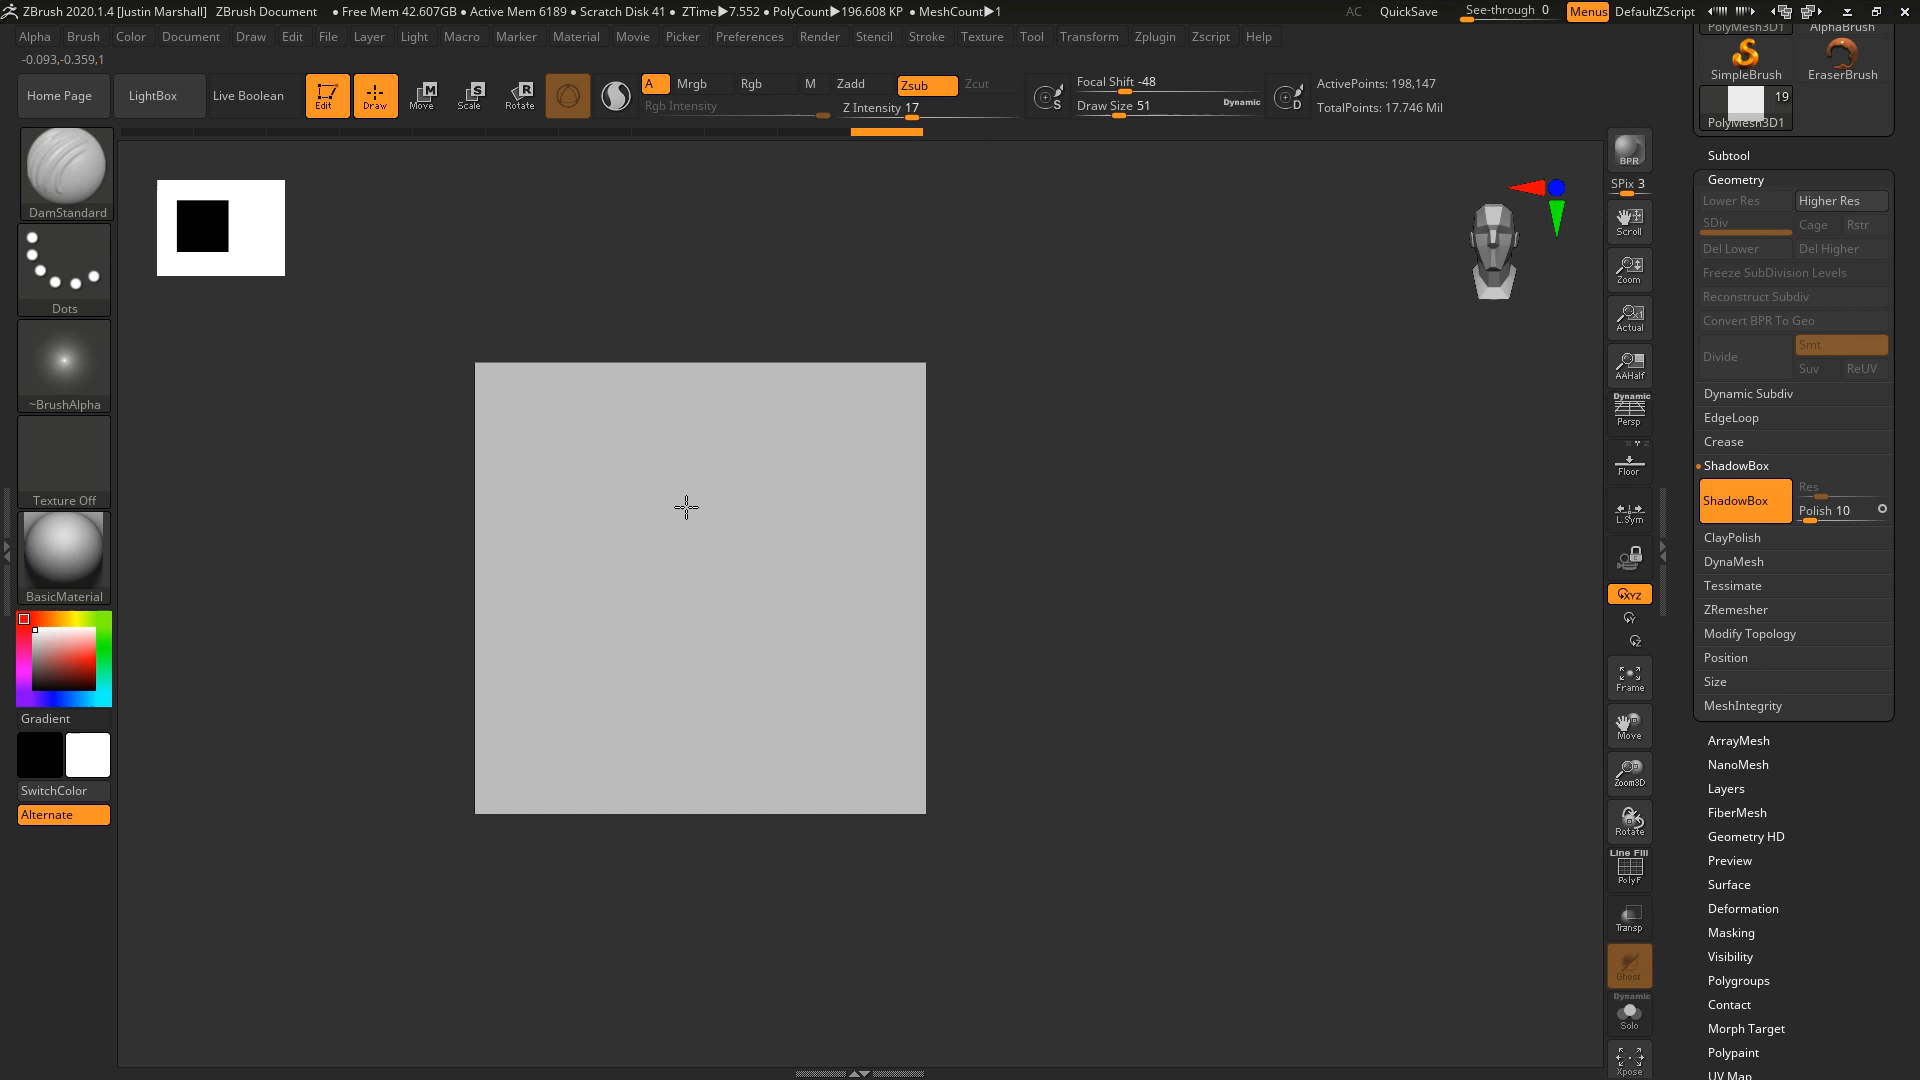 ZBrush 2020.1.4 [Justin Marshall] ZBrush Document ● Free Mem 42.607GB ● Active Mem 6189 ● Scratch Disk 41 ● ZTime▶7.552 ● PolyCount▶196.608 KP ● MeshCount▶1 AC QuickSave See-through 0 Menus DefaultZScript
Alpha Brush Color Document Draw Edit File Layer Light Macro Marker Material Movie Picker Preferences Render Stencil Stroke Texture Tool Transform Zplugin Zscript Help
-0.093,-0.359,1
Home Page LightBox Live Boolean Edit Draw Move Scale Rotate
A Mrgb Rgb M Zadd Zsub Zcut
Rgb Intensity Z Intensity 17
Focal Shift -48
Draw Size 51 Dynamic
S
D
ActivePoints: 198,147
TotalPoints: 17.746 Mil
DamStandard
Dots
~BrushAlpha
Texture Off
BasicMaterial
Gradient
SwitchColor
Alternate
BPR
SPix 3
Scroll
Zoom
Actual
AAHalf
Dynamic
Persp
Floor
L.Sym
XYZ
Y
Z
Frame
Move
Zoom3D
Rotate
Line Fill
PolyF
Transp
Ghost
Dynamic
Solo
Xpose
PolyMesh3D1 AlphaBrush
SimpleBrush EraserBrush
19
PolyMesh3D1
Subtool
Geometry
Lower Res Higher Res
SDiv Cage Rstr
Del Lower Del Higher
Freeze SubDivision Levels
Reconstruct Subdiv
Convert BPR To Geo
Divide Smt
Suv ReUV
Dynamic Subdiv
EdgeLoop
Crease
ShadowBox
ShadowBox Res
Polish 10
ClayPolish
DynaMesh
Tessimate
ZRemesher
Modify Topology
Position
Size
MeshIntegrity
ArrayMesh
NanoMesh
Layers
FiberMesh
Geometry HD
Preview
Surface
Deformation
Masking
Visibility
Polygroups
Contact
Morph Target
Polypaint
UV Map